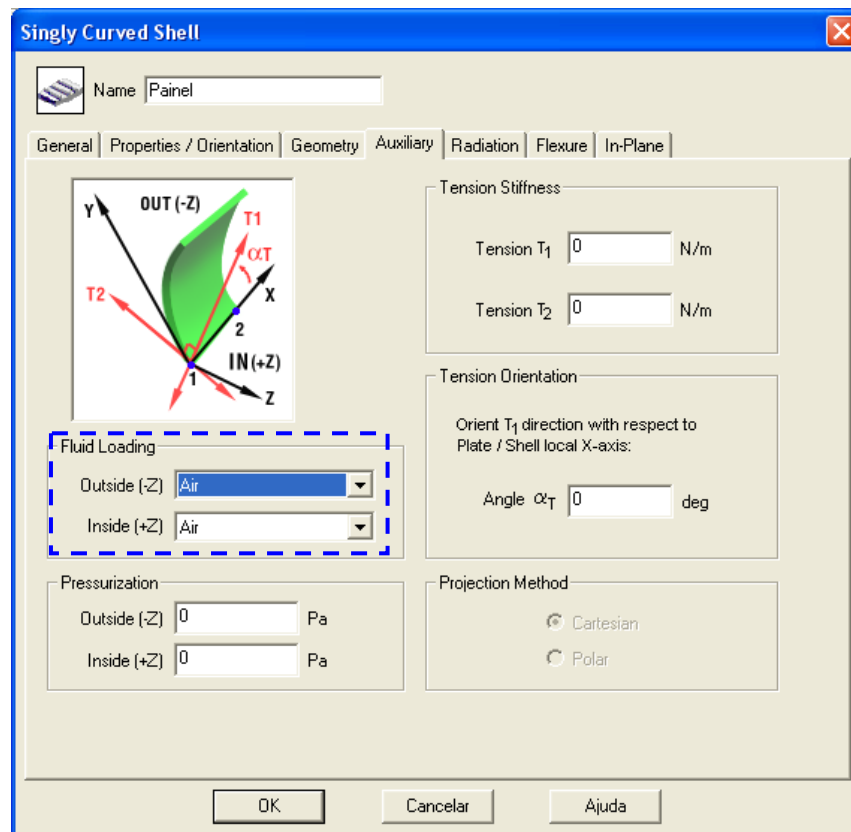 Singly Curved Shell
Name Painel
General Properties / Orientation Geometry Auxiliary Radiation Flexure In-Plane
Y OUT (-Z) T1
αT
T2 X
2
IN (+Z)
1
Z
Fluid Loading
Outside (-Z) Air
Inside (+Z) Air
Pressurization
Outside (-Z) 0 Pa
Inside (+Z) 0 Pa
Tension Stiffness
Tension T1 0 N/m
Tension T2 0 N/m
Tension Orientation
Orient T1 direction with respect to
Plate / Shell local X-axis:
Angle αT 0 deg
Projection Method
Cartesian
Polar
OK Cancelar Ajuda